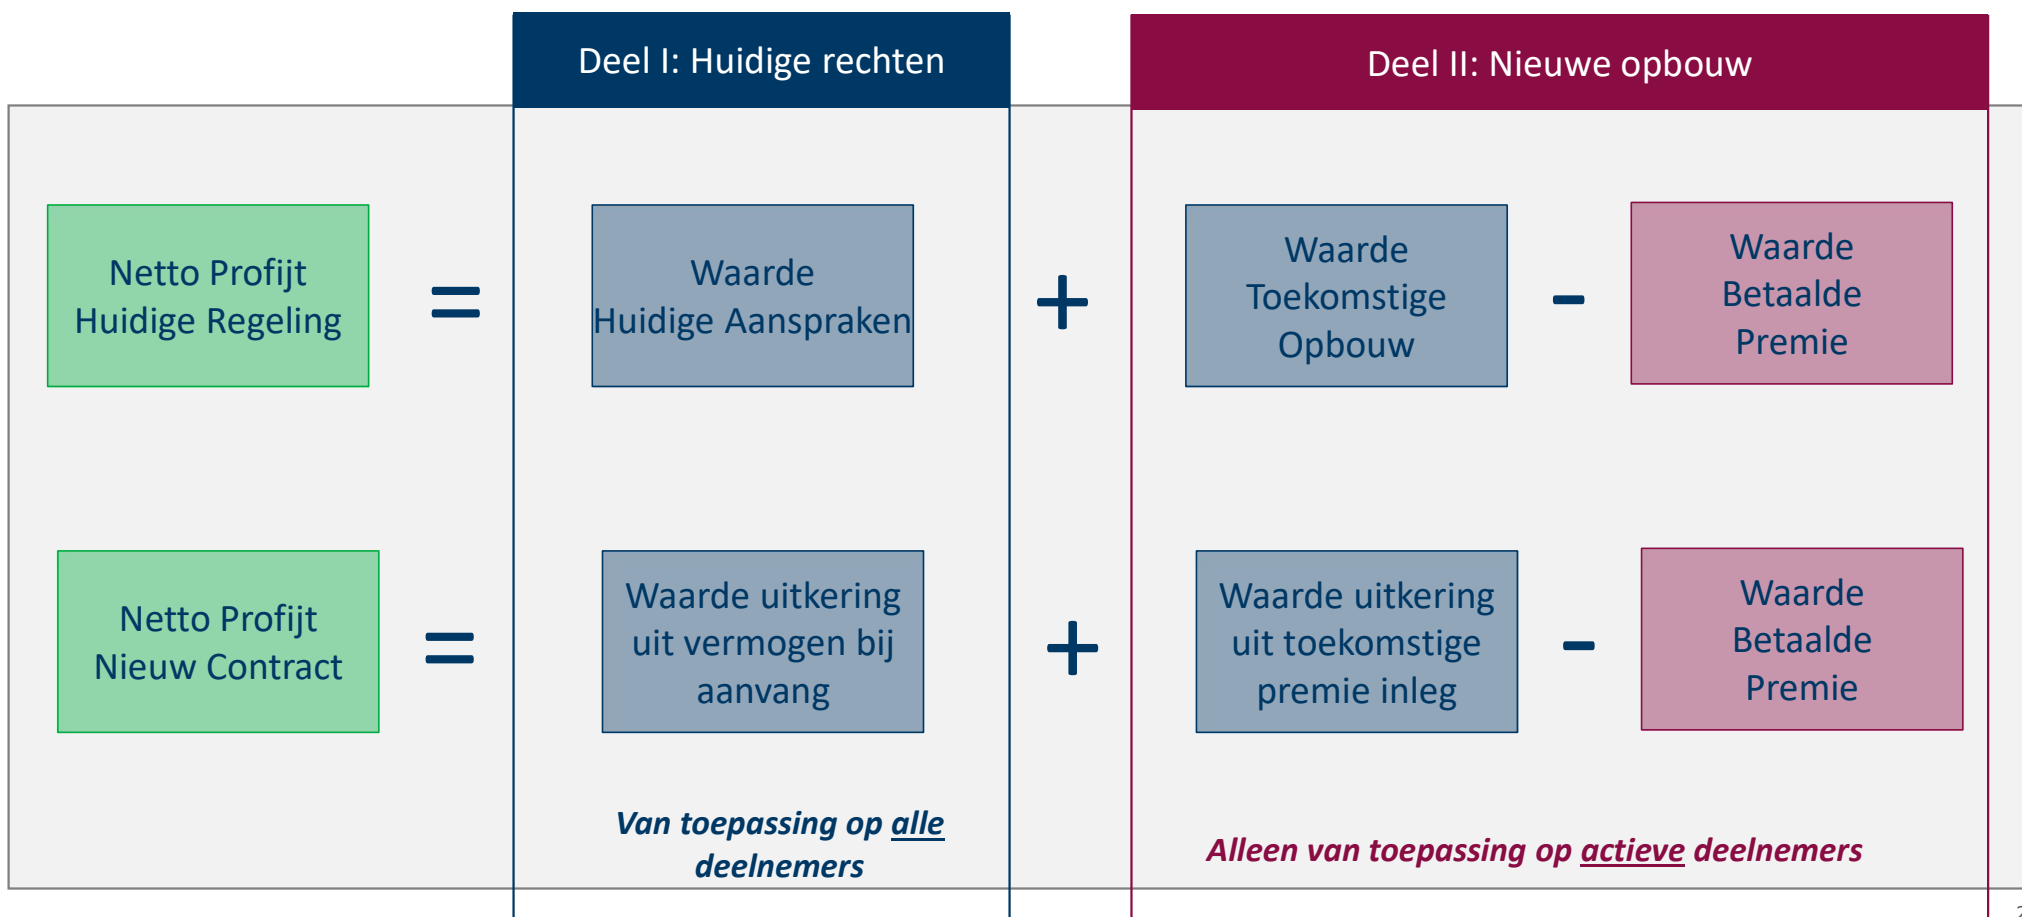 Deel I: Huidige rechten
Deel II: Nieuwe opbouw
Netto Profijt
Huidige Regeling
=
Waarde
Huidige Aanspraken
+
Waarde
Toekomstige
Opbouw
-
Waarde
Betaalde
Premie
Netto Profijt
Nieuw Contract
=
Waarde uitkering
uit vermogen bij
aanvang
+
Waarde uitkering
uit toekomstige
premie inleg
-
Waarde
Betaalde
Premie
Van toepassing op alle
deelnemers
Alleen van toepassing op actieve deelnemers